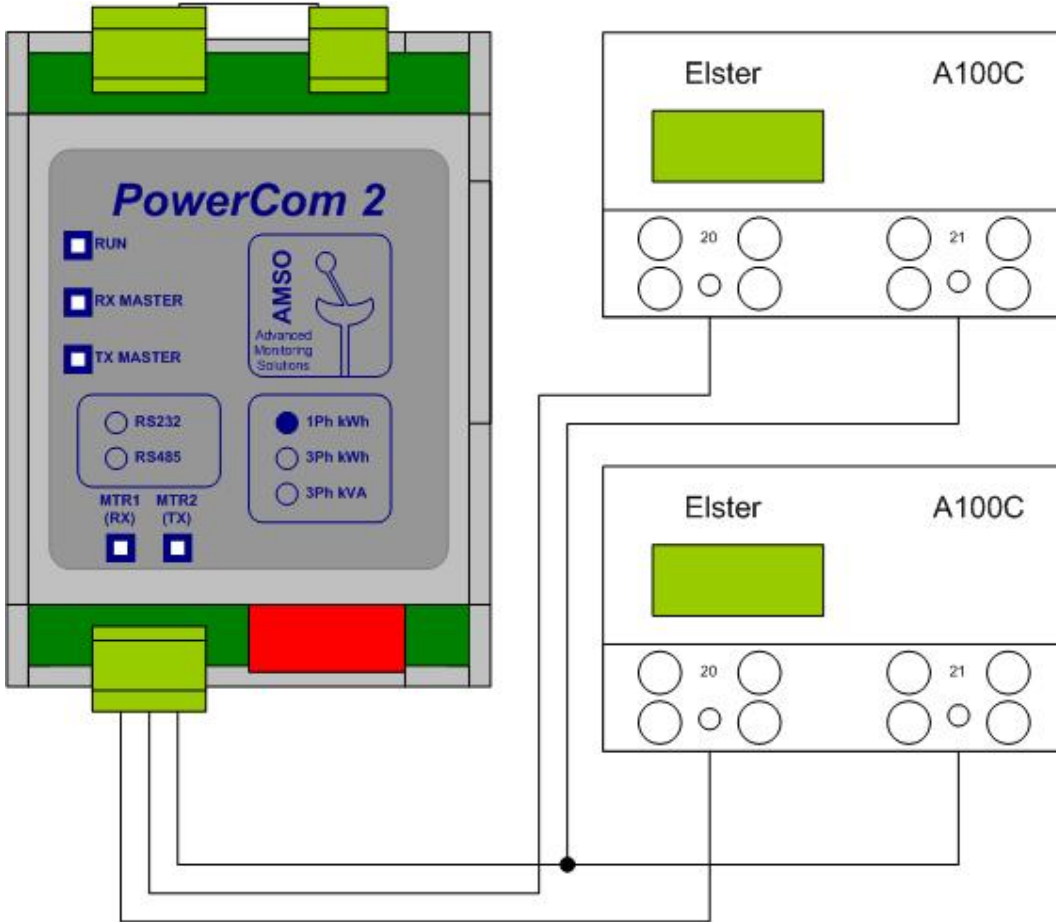 PowerCom 2
RUN
RX MASTER
TX MASTER
AMSO
Advanced
Monitoring
Solutions
RS232
RS485
1Ph kWh
3Ph kWh
3Ph kVA
MTR1 MTR2
(RX) (TX)
Elster A100C
20 21
Elster A100C
20 21